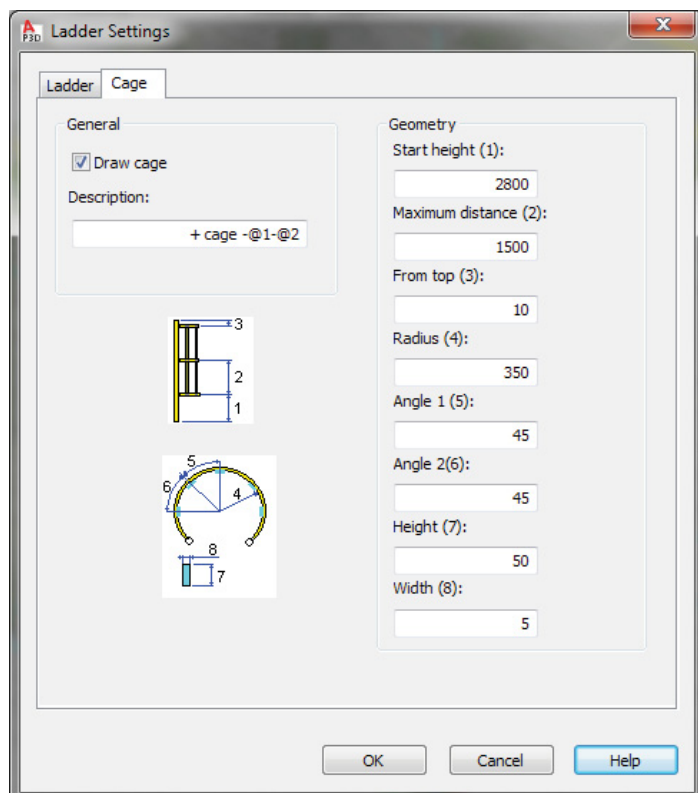 A
P3D
Ladder Settings
X
Ladder
Cage
General
Draw cage
Description:
+ cage -@1-@2
3
2
1
5
6
4
8
7
Geometry
Start height (1):
2800
Maximum distance (2):
1500
From top (3):
10
Radius (4):
350
Angle 1 (5):
45
Angle 2(6):
45
Height (7):
50
Width (8):
5
OK
Cancel
Help